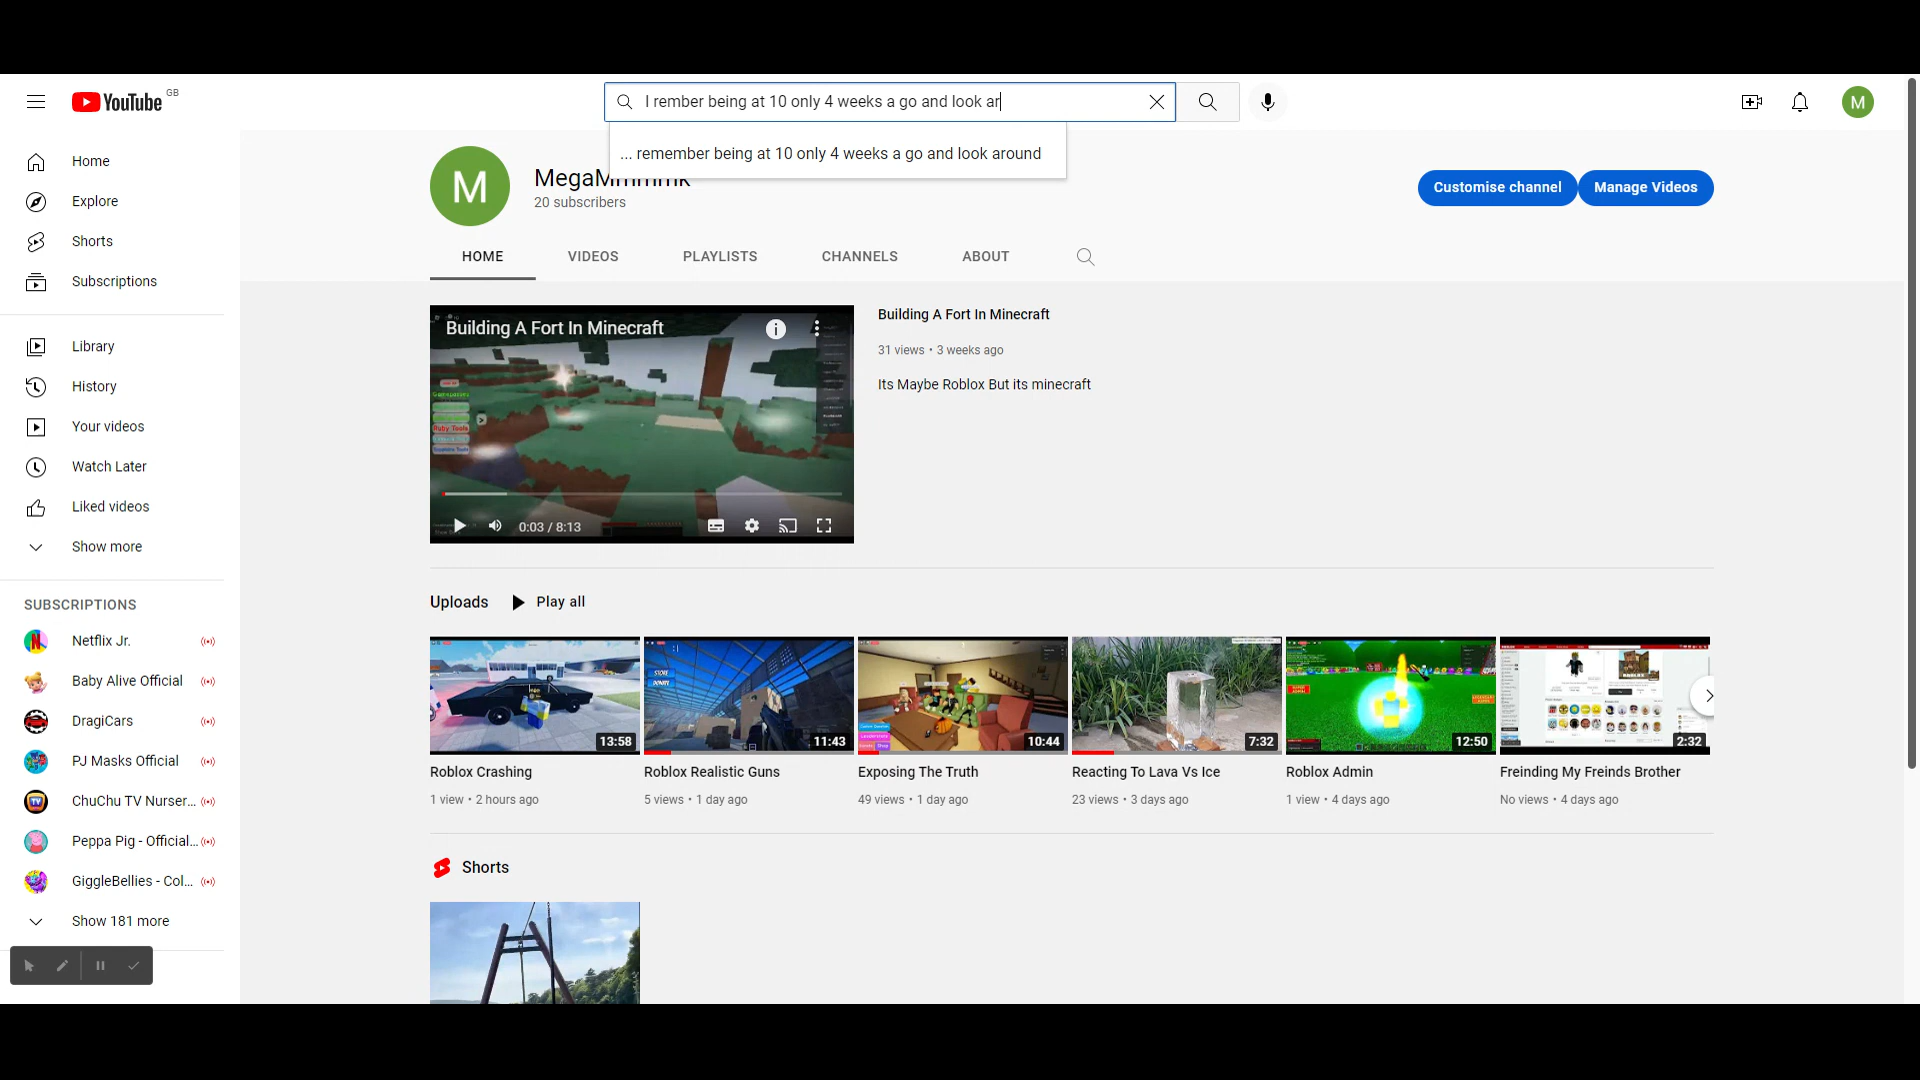 YouTube GB
I rember being at 10 only 4 weeks a go and look ar
M
... remember being at 10 only 4 weeks a go and look around
Home
Explore
Shorts
Subscriptions
Library
History
Your videos
Watch Later
Liked videos
Show more
SUBSCRIPTIONS
Netflix Jr.
Baby Alive Official
DragiCars
PJ Masks Official
ChuChu TV Nurser...
Peppa Pig - Official...
GiggleBellies - Col...
Show 181 more
M
MegaMmmmk
20 subscribers
Customise channel
Manage Videos
HOME
VIDEOS
PLAYLISTS
CHANNELS
ABOUT
Building A Fort In Minecraft
0:03 / 8:13
Building A Fort In Minecraft
31 views • 3 weeks ago
Its Maybe Roblox But its minecraft
Uploads
Play all
13:58
Roblox Crashing
1 view • 2 hours ago
11:43
Roblox Realistic Guns
5 views • 1 day ago
10:44
Exposing The Truth
49 views • 1 day ago
7:32
Reacting To Lava Vs Ice
23 views • 3 days ago
12:50
Roblox Admin
1 view • 4 days ago
2:32
Freinding My Freinds Brother
No views • 4 days ago
Shorts